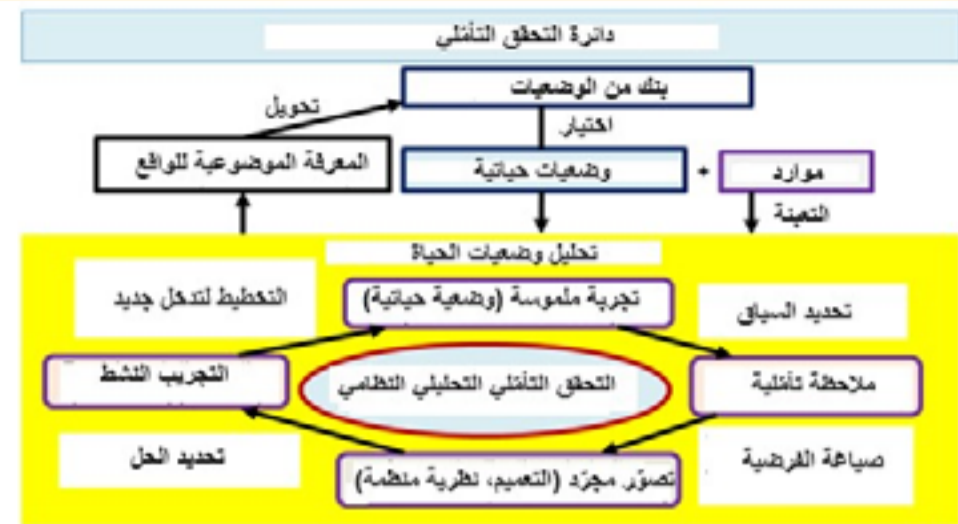 دائرة التحقق التأملي
بنك من الوضعيات
تحويل
اختيار
المعرفة الموضوعية للواقع
وضعيات حياتية
+
موارد
التعبئة
تحليل وضعيات الحياة
التخطيط لتدخل جديد
تجربة ملموسة (وضعية حياتية)
تحديد السياق
التجريب النشط
التحقق التأملي التحليلي النظامي
ملاحظة تأملية
تحديد الحل
صياغة الفرضية
تصوّر مجرّد (التعميم، نظرية منظمة)